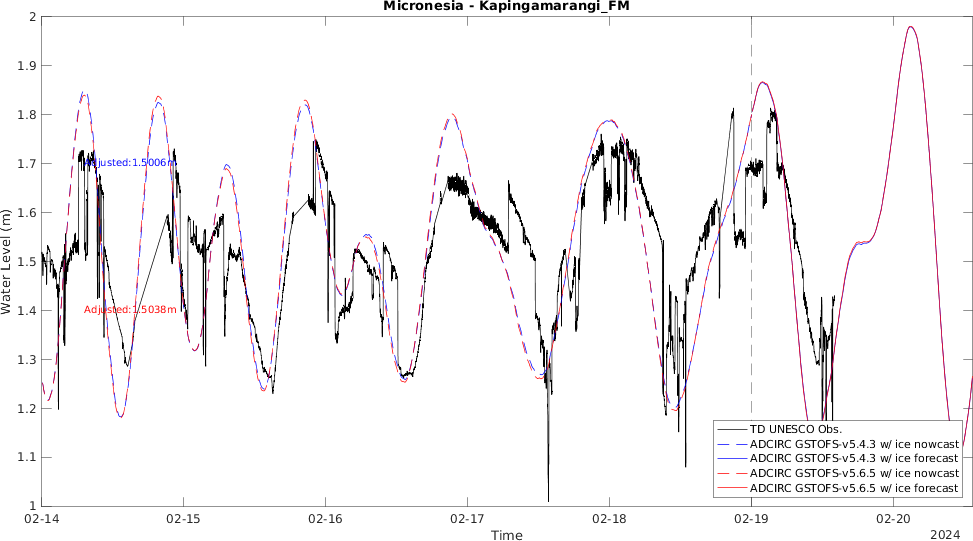 Micronesia - Kapingamarangi_FM
2
1.9
1.8
1.7
1.6
1.5
1.4
1.3
1.2
1.1
1
Water Level (m)
Adjusted:1.5006m
Adjusted:1.5038m
TD UNESCO Obs.
ADCIRC GSTOFS-v5.4.3 w/ ice nowcast
ADCIRC GSTOFS-v5.4.3 w/ ice forecast
ADCIRC GSTOFS-v5.6.5 w/ ice nowcast
ADCIRC GSTOFS-v5.6.5 w/ ice forecast
02-14 02-15 02-16 02-17 02-18 02-19 02-20
Time
2024